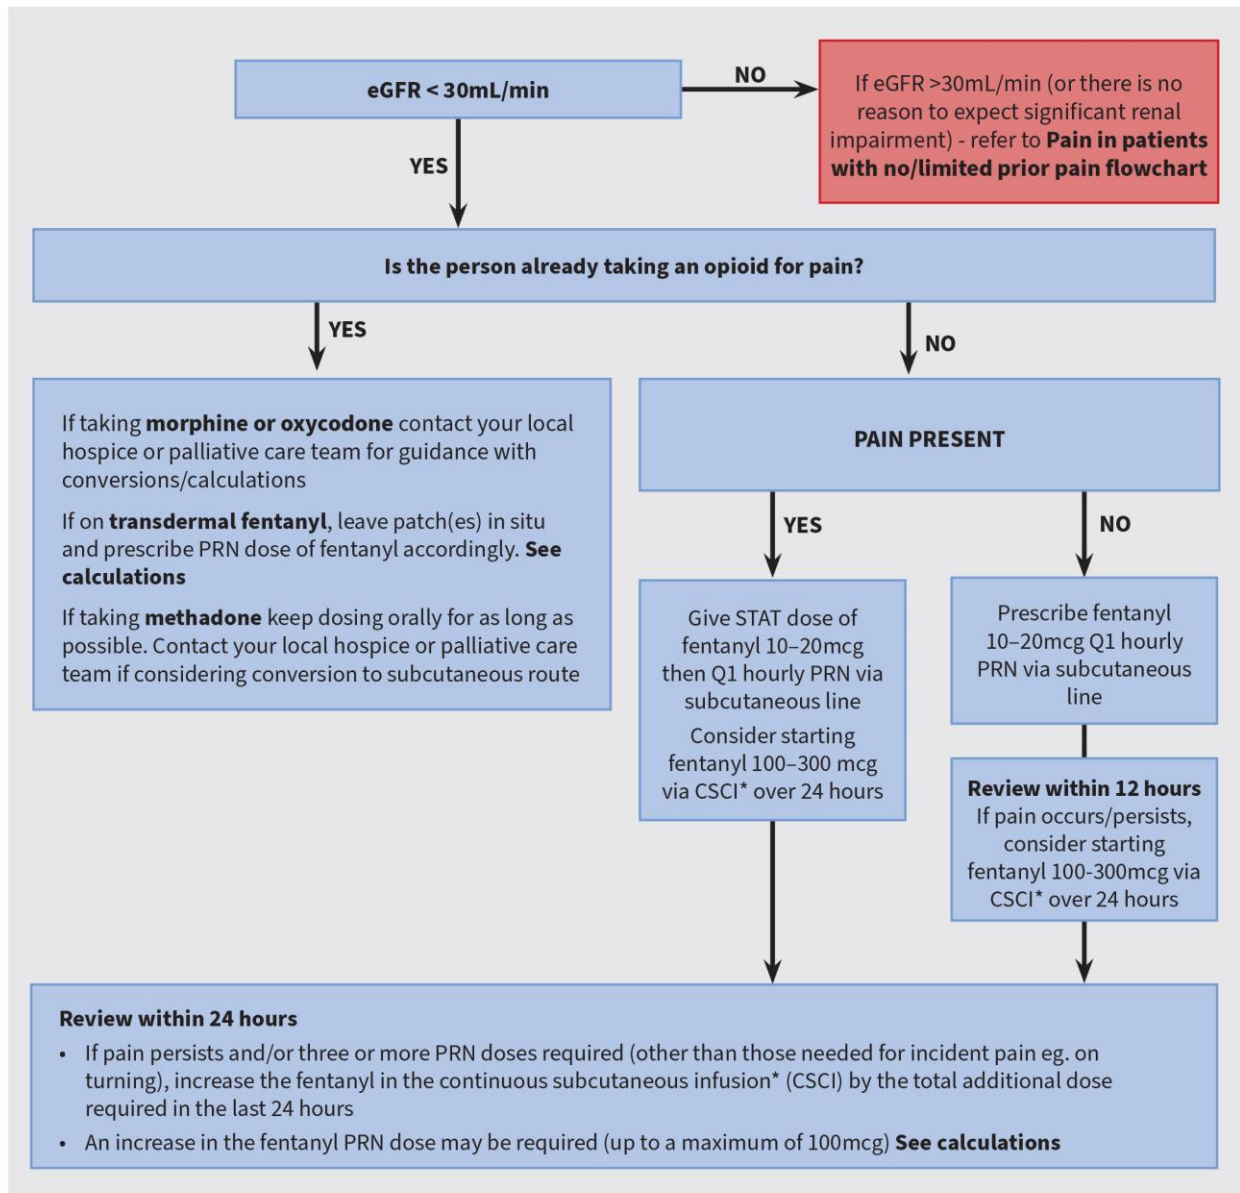 eGFR < 30mL/min
NO
If eGFR >30mL/min (or there is no
reason to expect significant renal
impairment) - refer to Pain in patients
with no/limited prior pain flowchart
YES
Is the person already taking an opioid for pain?
YES
NO
If taking morphine or oxycodone contact your local
hospice or palliative care team for guidance with
conversions/calculations
If on transdermal fentanyl, leave patch(es) in situ
and prescribe PRN dose of fentanyl accordingly. See
calculations
If taking methadone keep dosing orally for as long as
possible. Contact your local hospice or palliative care
team if considering conversion to subcutaneous route
PAIN PRESENT
YES
NO
Give STAT dose of
fentanyl 10–20mcg
then Q1 hourly PRN via
subcutaneous line
Consider starting
fentanyl 100–300 mcg
via CSCI* over 24 hours
Prescribe fentanyl
10–20mcg Q1 hourly
PRN via subcutaneous
line
Review within 12 hours
If pain occurs/persists,
consider starting
fentanyl 100-300mcg via
CSCI* over 24 hours
Review within 24 hours
• If pain persists and/or three or more PRN doses required (other than those needed for incident pain eg. on
turning), increase the fentanyl in the continuous subcutaneous infusion* (CSCI) by the total additional dose
required in the last 24 hours
• An increase in the fentanyl PRN dose may be required (up to a maximum of 100mcg) See calculations